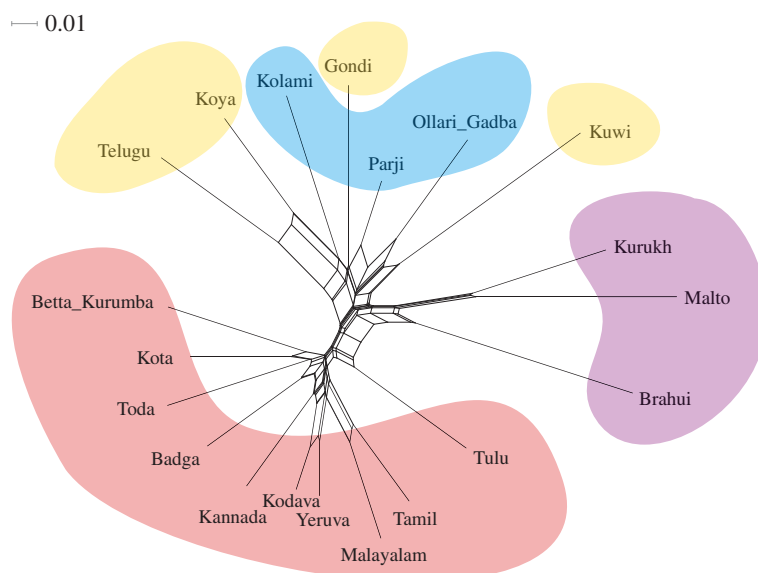 0.01
Gondi
Kolami
Koya
Ollari_Gadba
Kuwi
Telugu
Parji
Kurukh
Malto
Betta_Kurumba
Kota
Brahui
Toda
Badga
Tulu
Kodava
Kannada
Yeruva
Tamil
Malayalam